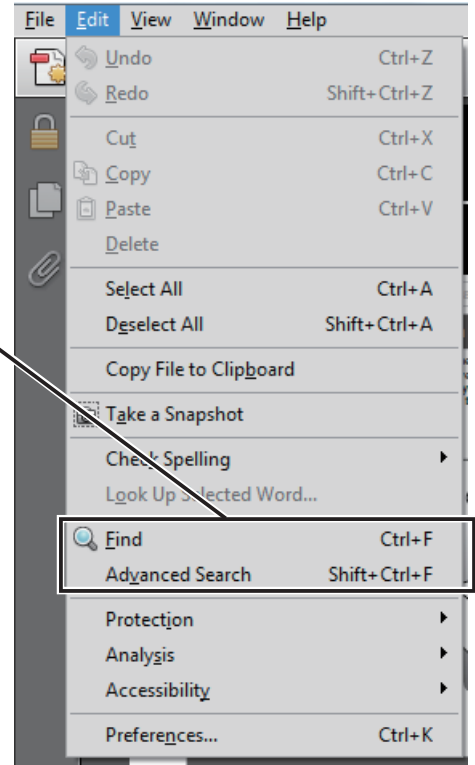 File Edit View Window Help
Undo Ctrl+Z
Redo Shift+Ctrl+Z
Cut Ctrl+X
Copy Ctrl+C
Paste Ctrl+V
Delete
Select All Ctrl+A
Deselect All Shift+Ctrl+A
Copy File to Clipboard
Take a Snapshot
Check Spelling
Look Up Selected Word...
Find Ctrl+F
Advanced Search Shift+Ctrl+F
Protection
Analysis
Accessibility
Preferences... Ctrl+K